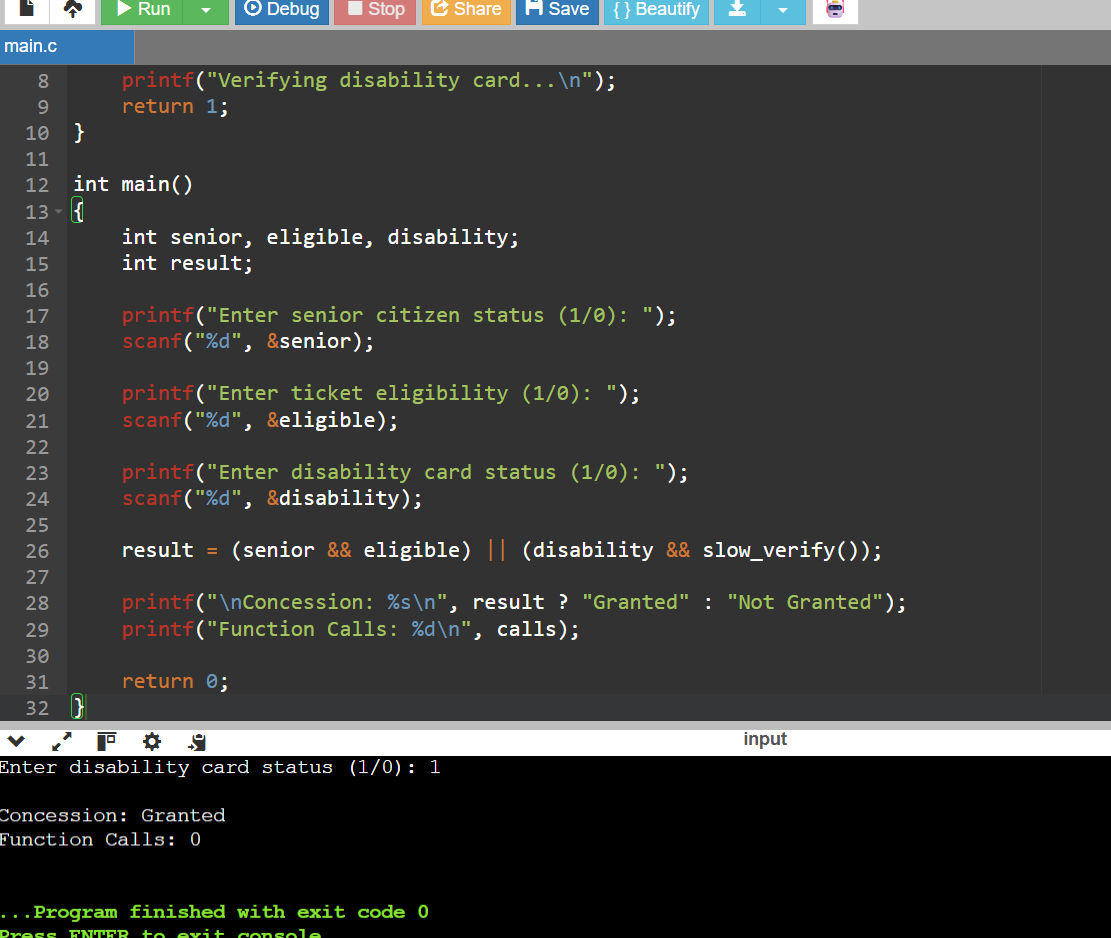 Run Debug Stop Share Save { } Beautify
main.c
8 printf("Verifying disability card...\n");
9 return 1;
10 }
11
12 int main()
13 {
14 int senior, eligible, disability;
15 int result;
16
17 printf("Enter senior citizen status (1/0): ");
18 scanf("%d", &senior);
19
20 printf("Enter ticket eligibility (1/0): ");
21 scanf("%d", &eligible);
22
23 printf("Enter disability card status (1/0): ");
24 scanf("%d", &disability);
25
26 result = (senior && eligible) || (disability && slow_verify());
27
28 printf("\nConcession: %s\n", result ? "Granted" : "Not Granted");
29 printf("Function Calls: %d\n", calls);
30
31 return 0;
32 }
input
Enter disability card status (1/0): 1
Concession: Granted
Function Calls: 0
...Program finished with exit code 0
Press ENTER to exit console.